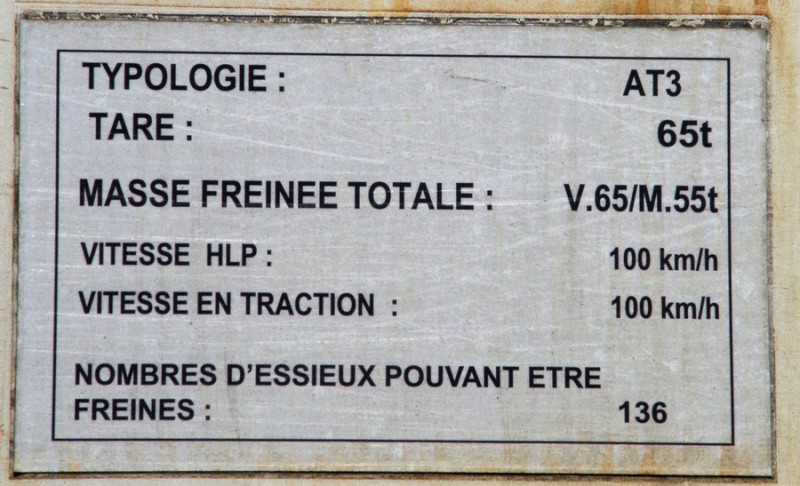 TYPOLOGIE : AT3
TARE : 65t
MASSE FREINEE TOTALE : V.65/M.55t
VITESSE HLP : 100 km/h
VITESSE EN TRACTION : 100 km/h
NOMBRES D'ESSIEUX POUVANT ETRE
FREINES : 136